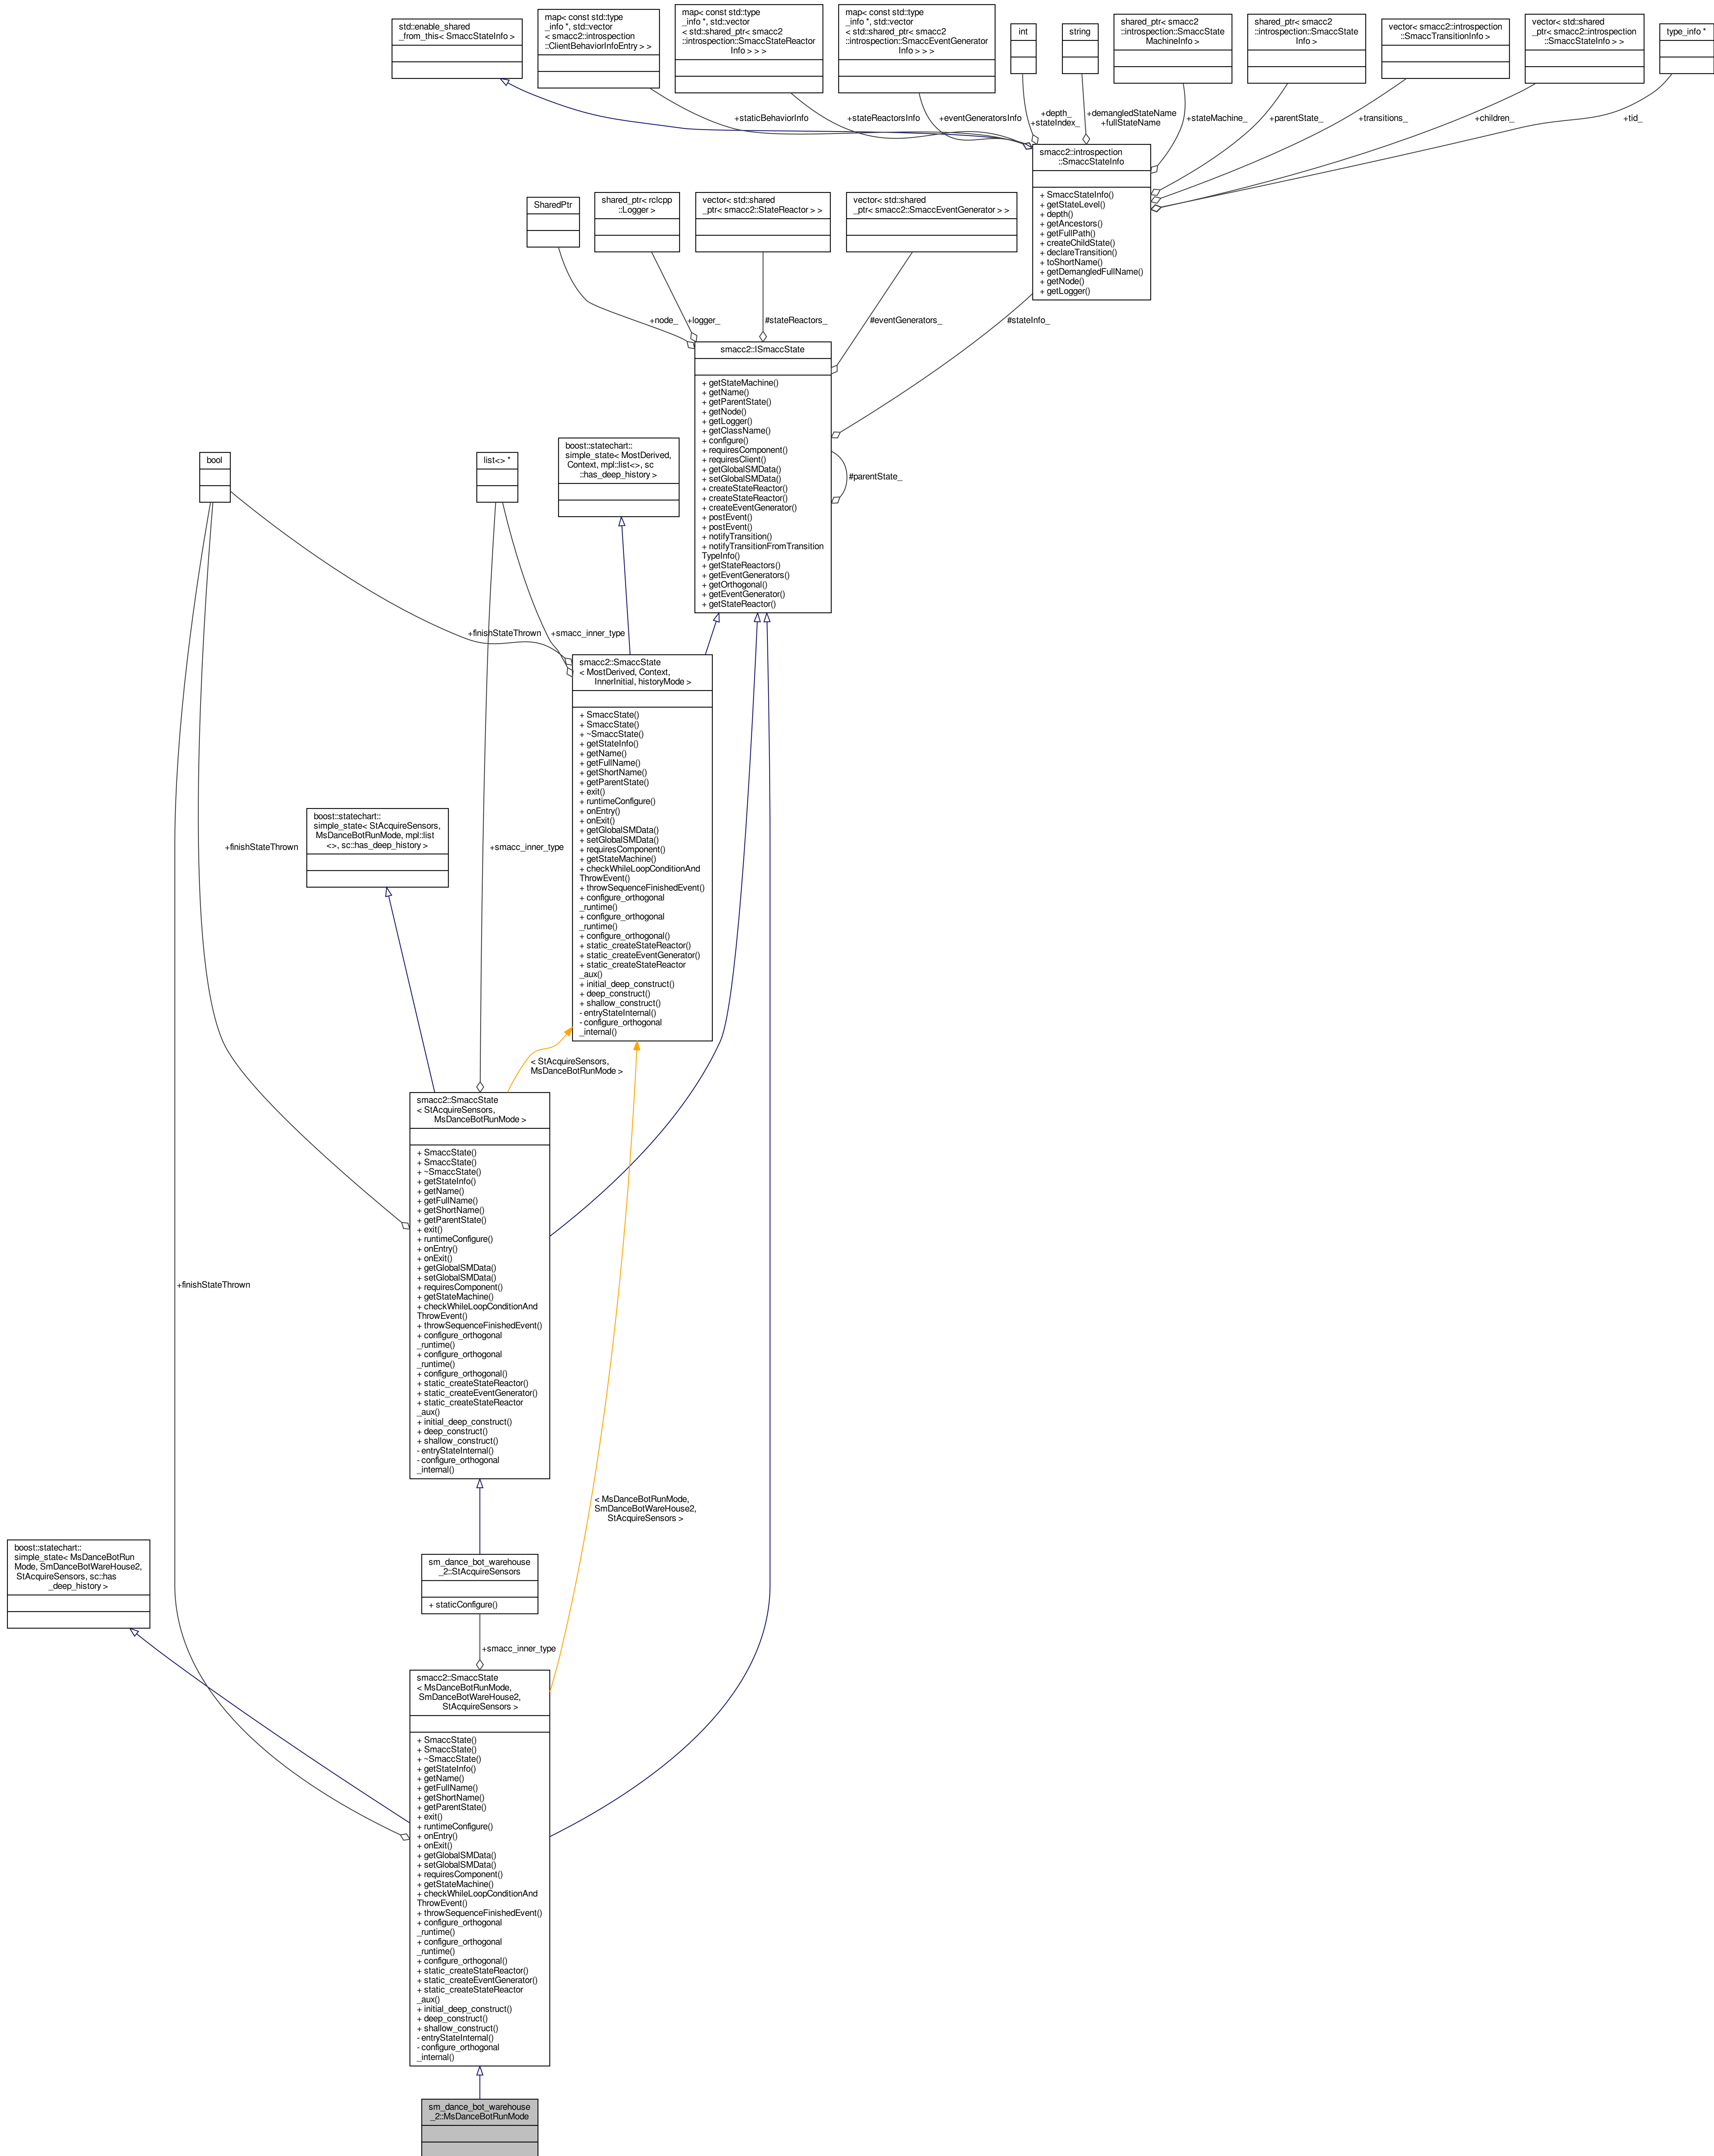 std::enable_shared
_from_this< SmaccStateInfo >
map< const std::type
_info *, std::vector
< smacc2::introspection
::ClientBehaviorInfoEntry > >
map< const std::type
_info *, std::vector
< std::shared_ptr< smacc2
::introspection::SmaccStateReactor
Info > > >
map< const std::type
_info *, std::vector
< std::shared_ptr< smacc2
::introspection::SmaccEventGenerator
Info > > >
int
string
shared_ptr< smacc2
::introspection::SmaccState
MachineInfo >
shared_ptr< smacc2
::introspection::SmaccState
Info >
vector< smacc2::introspection
::SmaccTransitionInfo >
vector< std::shared
_ptr< smacc2::introspection
::SmaccStateInfo > >
type_info *
+staticBehaviorInfo
+stateReactorsInfo
+eventGeneratorsInfo
+depth_
+stateIndex_
+demangledStateName
+fullStateName
+stateMachine_
+parentState_
+transitions_
+children_
+tid_
smacc2::introspection
::SmaccStateInfo
+ SmaccStateInfo()
+ getStateLevel()
+ depth()
+ getAncestors()
+ getFullPath()
+ createChildState()
+ declareTransition()
+ toShortName()
+ getDemangledFullName()
+ getNode()
+ getLogger()
SharedPtr
shared_ptr< rclcpp
::Logger >
vector< std::shared
_ptr< smacc2::StateReactor > >
vector< std::shared
_ptr< smacc2::SmaccEventGenerator > >
+node_
+logger_
#stateReactors_
#eventGenerators_
#stateInfo_
smacc2::ISmaccState
+ getStateMachine()
+ getName()
+ getParentState()
+ getNode()
+ getLogger()
+ getClassName()
+ configure()
+ requiresComponent()
+ requiresClient()
+ getGlobalSMData()
+ setGlobalSMData()
+ createStateReactor()
+ createStateReactor()
+ createEventGenerator()
+ postEvent()
+ postEvent()
+ notifyTransition()
+ notifyTransitionFromTransition
TypeInfo()
+ getStateReactors()
+ getEventGenerators()
+ getOrthogonal()
+ getEventGenerator()
+ getStateReactor()
#parentState_
bool
list<> *
boost::statechart::
simple_state< MostDerived,
Context, mpl::list<>, sc
::has_deep_history >
+finishStateThrown
+smacc_inner_type
smacc2::SmaccState
< MostDerived, Context,
InnerInitial, historyMode >
+ SmaccState()
+ SmaccState()
+ ~SmaccState()
+ getStateInfo()
+ getName()
+ getFullName()
+ getShortName()
+ getParentState()
+ exit()
+ runtimeConfigure()
+ onEntry()
+ onExit()
+ getGlobalSMData()
+ setGlobalSMData()
+ requiresComponent()
+ getStateMachine()
+ checkWhileLoopConditionAnd
ThrowEvent()
+ throwSequenceFinishedEvent()
+ configure_orthogonal
_runtime()
+ configure_orthogonal
_runtime()
+ configure_orthogonal()
+ static_createStateReactor()
+ static_createEventGenerator()
+ static_createStateReactor
_aux()
+ initial_deep_construct()
+ deep_construct()
+ shallow_construct()
- entryStateInternal()
- configure_orthogonal
_internal()
boost::statechart::
simple_state< StAcquireSensors,
MsDanceBotRunMode, mpl::list
<>, sc::has_deep_history >
+finishStateThrown
+smacc_inner_type
< StAcquireSensors,
MsDanceBotRunMode >
smacc2::SmaccState
< StAcquireSensors,
MsDanceBotRunMode >
+ SmaccState()
+ SmaccState()
+ ~SmaccState()
+ getStateInfo()
+ getName()
+ getFullName()
+ getShortName()
+ getParentState()
+ exit()
+ runtimeConfigure()
+ onEntry()
+ onExit()
+ getGlobalSMData()
+ setGlobalSMData()
+ requiresComponent()
+ getStateMachine()
+ checkWhileLoopConditionAnd
ThrowEvent()
+ throwSequenceFinishedEvent()
+ configure_orthogonal
_runtime()
+ configure_orthogonal
_runtime()
+ configure_orthogonal()
+ static_createStateReactor()
+ static_createEventGenerator()
+ static_createStateReactor
_aux()
+ initial_deep_construct()
+ deep_construct()
+ shallow_construct()
- entryStateInternal()
- configure_orthogonal
_internal()
+finishStateThrown
< MsDanceBotRunMode,
SmDanceBotWareHouse2,
StAcquireSensors >
boost::statechart::
simple_state< MsDanceBotRun
Mode, SmDanceBotWareHouse2,
StAcquireSensors, sc::has
_deep_history >
sm_dance_bot_warehouse
_2::StAcquireSensors
+ staticConfigure()
+smacc_inner_type
smacc2::SmaccState
< MsDanceBotRunMode,
SmDanceBotWareHouse2,
StAcquireSensors >
+ SmaccState()
+ SmaccState()
+ ~SmaccState()
+ getStateInfo()
+ getName()
+ getFullName()
+ getShortName()
+ getParentState()
+ exit()
+ runtimeConfigure()
+ onEntry()
+ onExit()
+ getGlobalSMData()
+ setGlobalSMData()
+ requiresComponent()
+ getStateMachine()
+ checkWhileLoopConditionAnd
ThrowEvent()
+ throwSequenceFinishedEvent()
+ configure_orthogonal
_runtime()
+ configure_orthogonal
_runtime()
+ configure_orthogonal()
+ static_createStateReactor()
+ static_createEventGenerator()
+ static_createStateReactor
_aux()
+ initial_deep_construct()
+ deep_construct()
+ shallow_construct()
- entryStateInternal()
- configure_orthogonal
_internal()
sm_dance_bot_warehouse
_2::MsDanceBotRunMode